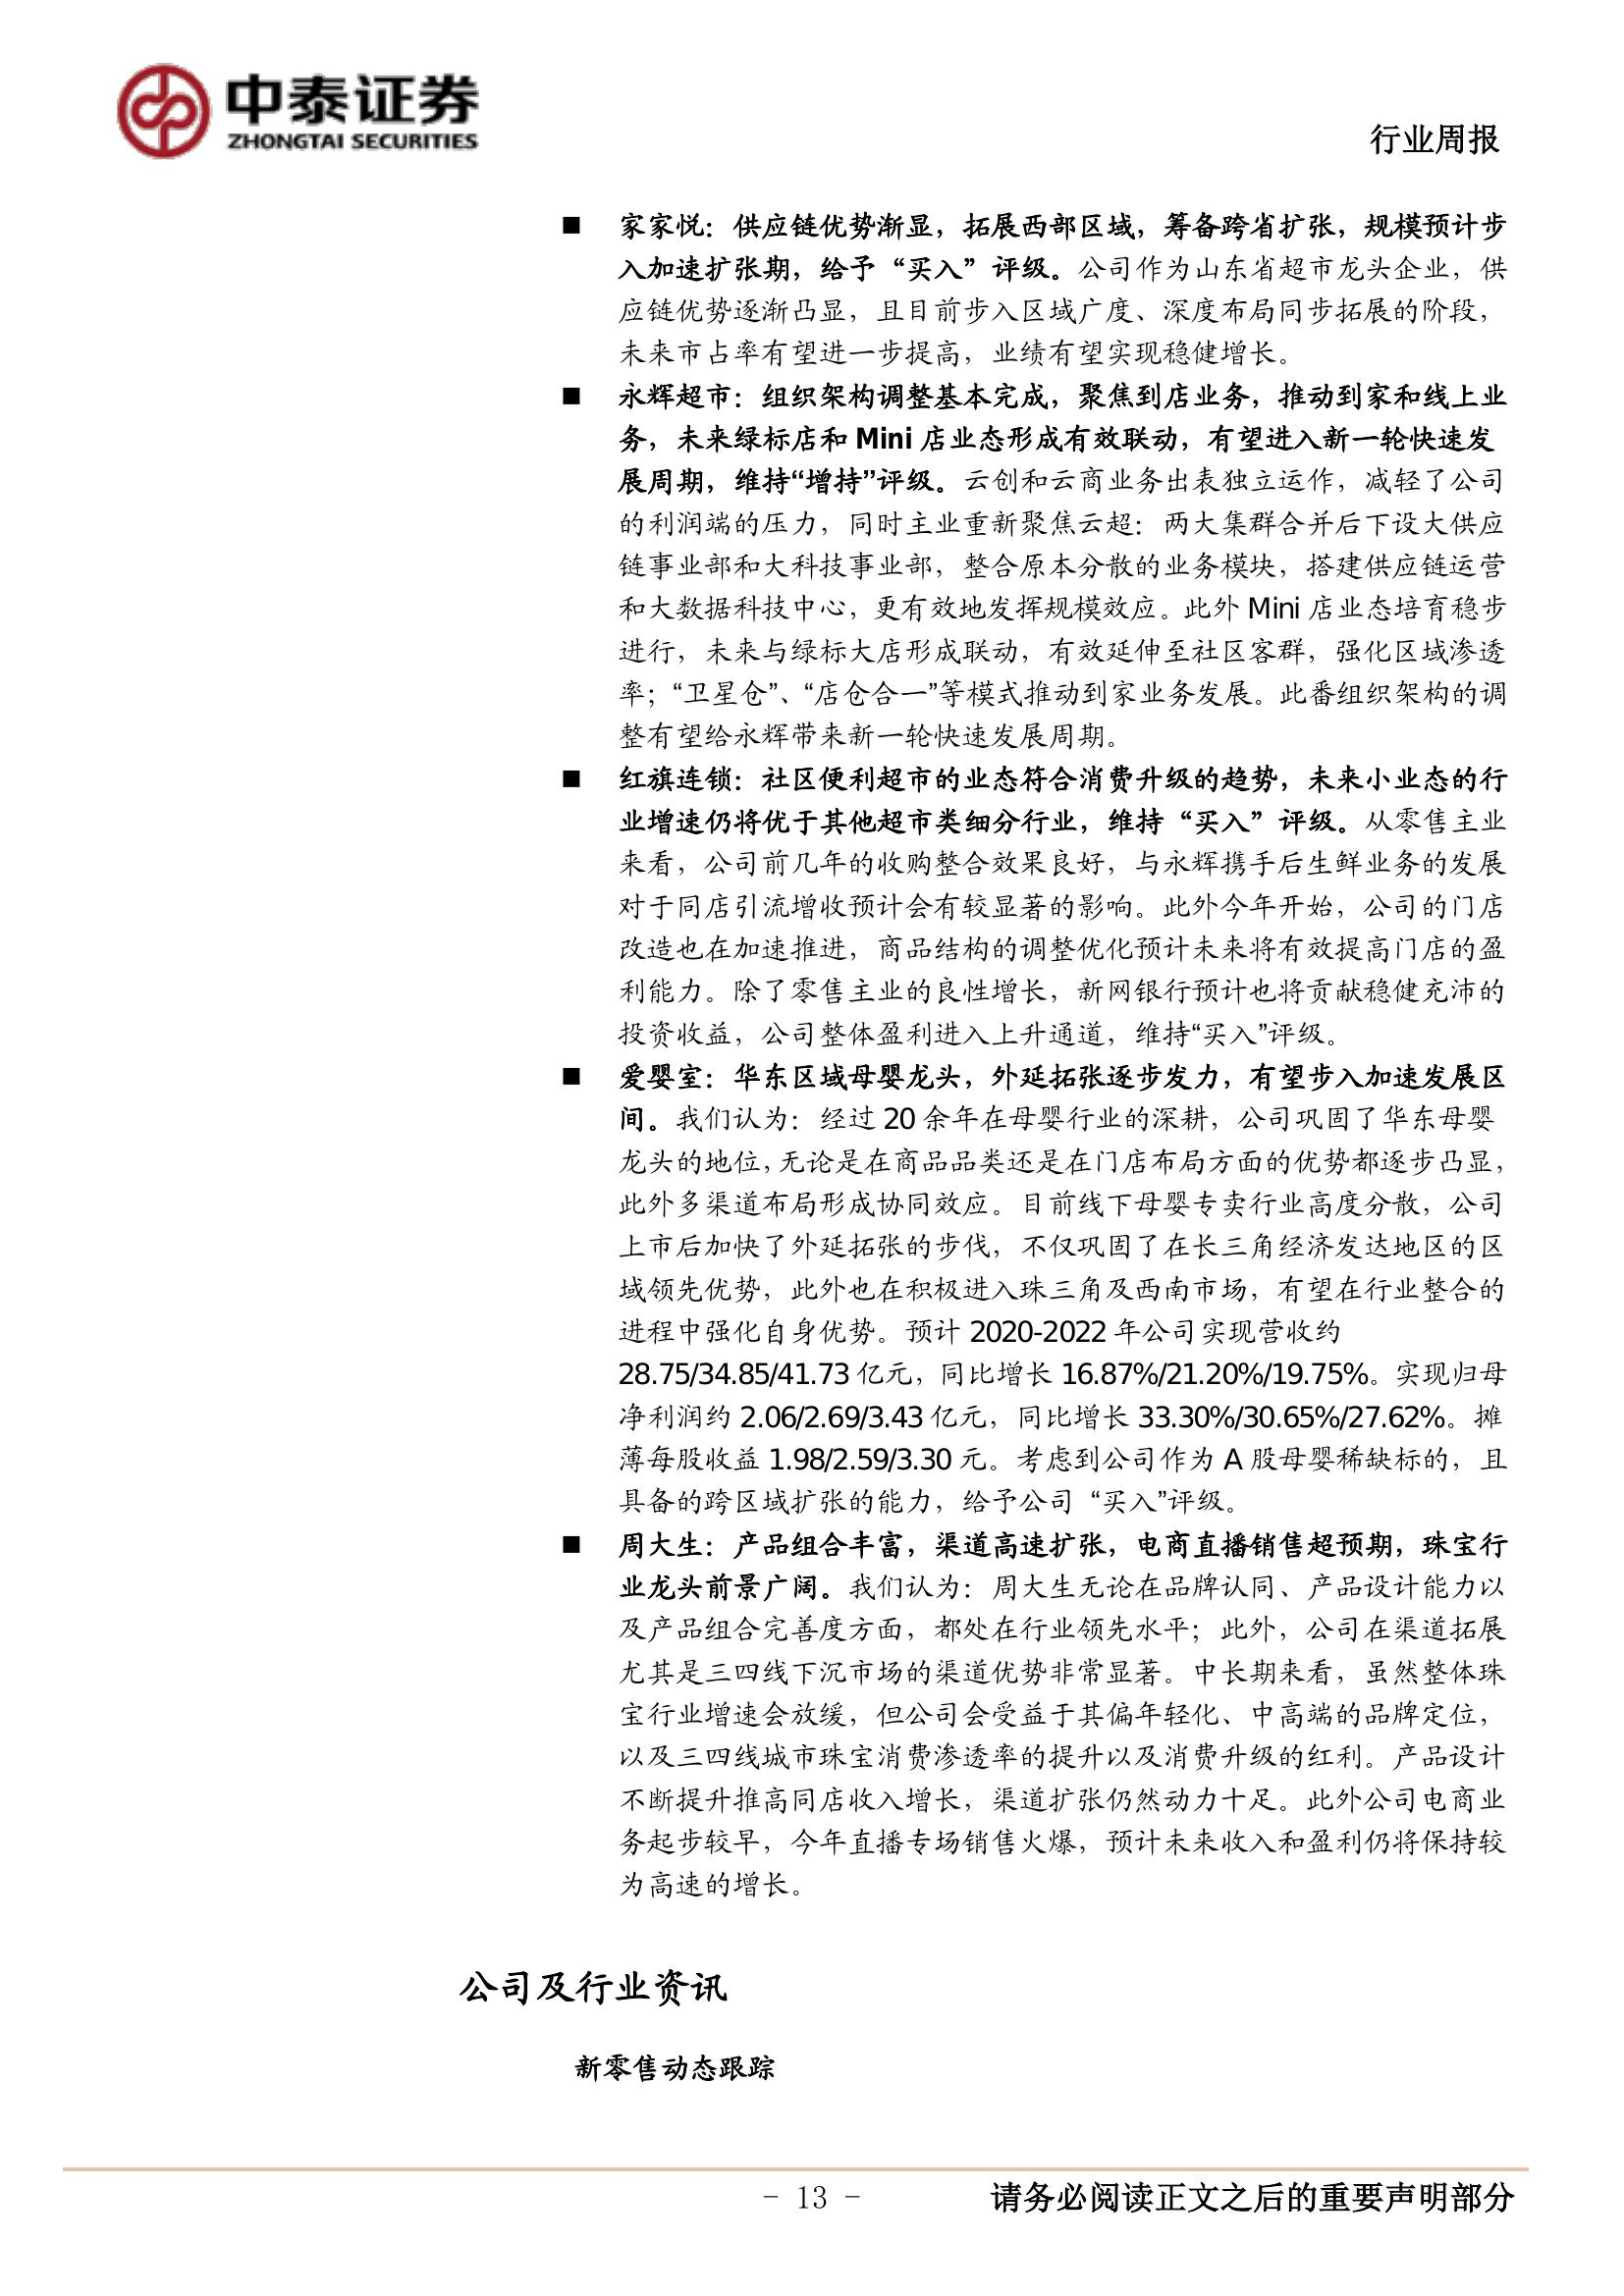 中泰证券
ZHONGTAI SECURITIES
行业周报
■ 家家悦：供应链优势渐显，拓展西部区域，筹备跨省扩张，规模预计步
入加速扩张期，给予“买入”评级。公司作为山东省超市龙头企业，供
应链优势逐渐凸显，且目前步入区域广度、深度布局同步拓展的阶段，
未来市占率有望进一步提高，业绩有望实现稳健增长。
■ 永辉超市：组织架构调整基本完成，聚焦到店业务，推动到家和线上业
务，未来绿标店和 Mini 店业态形成有效联动，有望进入新一轮快速发
展周期，维持“增持”评级。云创和云商业务出表独立运作，减轻了公司
的利润端的压力，同时主业重新聚焦云超：两大集群合并后下设大供应
链事业部和大科技事业部，整合原本分散的业务模块，搭建供应链运营
和大数据科技中心，更有效地发挥规模效应。此外 Mini 店业态培育稳步
进行，未来与绿标大店形成联动，有效延伸至社区客群，强化区域渗透
率；“卫星仓”、“店仓合一”等模式推动到家业务发展。此番组织架构的调
整有望给永辉带来新一轮快速发展周期。
■ 红旗连锁：社区便利超市的业态符合消费升级的趋势，未来小业态的行
业增速仍将优于其他超市类细分行业，维持“买入”评级。从零售主业
来看，公司前几年的收购整合效果良好，与永辉携手后生鲜业务的发展
对于同店引流增收预计会有较显著的影响。此外今年开始，公司的门店
改造也在加速推进，商品结构的调整优化预计未来将有效提高门店的盈
利能力。除了零售主业的良性增长，新网银行预计也将贡献稳健充沛的
投资收益，公司整体盈利进入上升通道，维持“买入”评级。
■ 爱婴室：华东区域母婴龙头，外延拓张逐步发力，有望步入加速发展区
间。我们认为：经过 20 余年在母婴行业的深耕，公司巩固了华东母婴
龙头的地位，无论是在商品品类还是在门店布局方面的优势都逐步凸显，
此外多渠道布局形成协同效应。目前线下母婴专卖行业高度分散，公司
上市后加快了外延拓张的步伐，不仅巩固了在长三角经济发达地区的区
域领先优势，此外也在积极进入珠三角及西南市场，有望在行业整合的
进程中强化自身优势。预计 2020-2022 年公司实现营收约
28.75/34.85/41.73 亿元，同比增长 16.87%/21.20%/19.75%。实现归母
净利润约 2.06/2.69/3.43 亿元，同比增长 33.30%/30.65%/27.62%。摊
薄每股收益 1.98/2.59/3.30 元。考虑到公司作为 A 股母婴稀缺标的，且
具备的跨区域扩张的能力，给予公司 “买入”评级。
■ 周大生：产品组合丰富，渠道高速扩张，电商直播销售超预期，珠宝行
业龙头前景广阔。我们认为：周大生无论在品牌认同、产品设计能力以
及产品组合完善度方面，都处在行业领先水平；此外，公司在渠道拓展
尤其是三四线下沉市场的渠道优势非常显著。中长期来看，虽然整体珠
宝行业增速会放缓，但公司会受益于其偏年轻化、中高端的品牌定位，
以及三四线城市珠宝消费渗透率的提升以及消费升级的红利。产品设计
不断提升推高同店收入增长，渠道扩张仍然动力十足。此外公司电商业
务起步较早，今年直播专场销售火爆，预计未来收入和盈利仍将保持较
为高速的增长。
公司及行业资讯
新零售动态跟踪
- 13 -
请务必阅读正文之后的重要声明部分